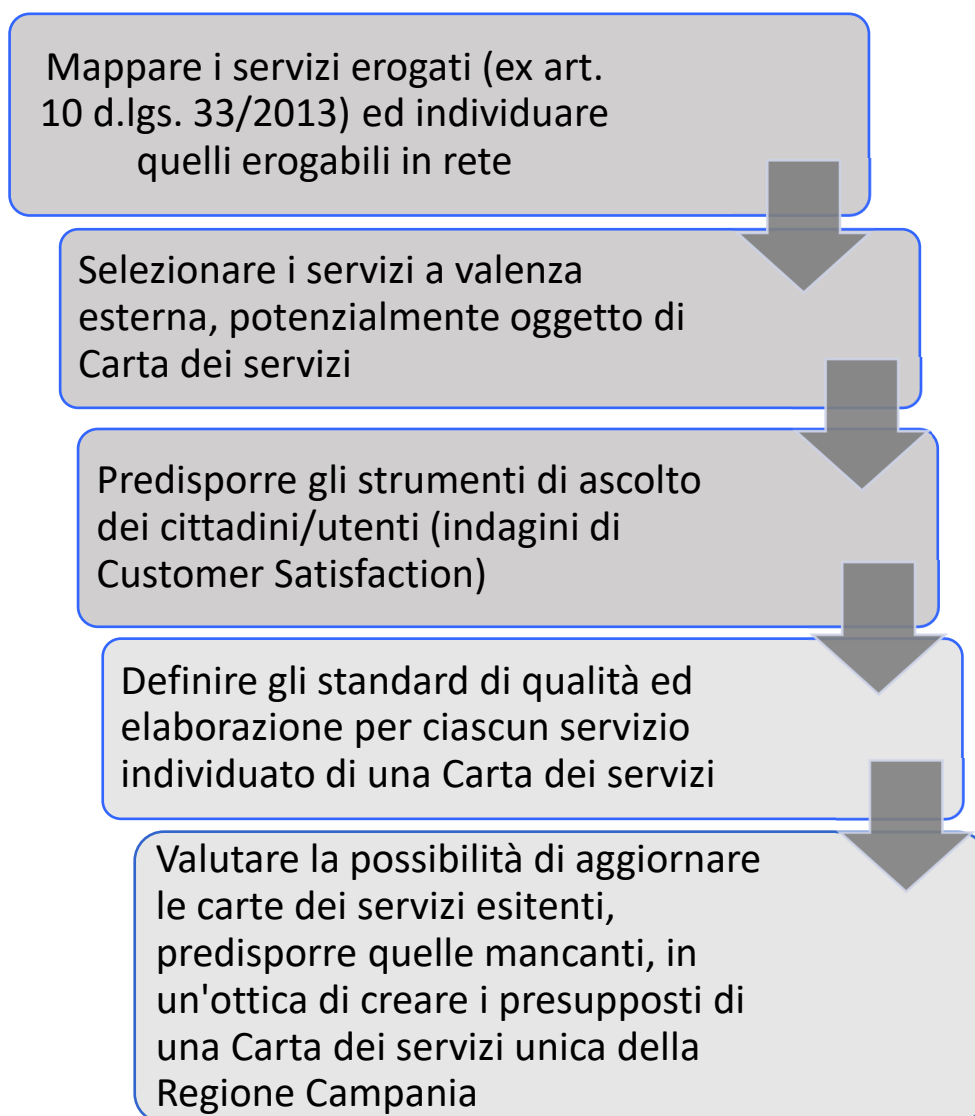 Mappare i servizi erogati (ex art.
10 d.lgs. 33/2013) ed individuare
quelli erogabili in rete
Selezionare i servizi a valenza
esterna, potenzialmente oggetto di
Carta dei servizi
Predisporre gli strumenti di ascolto
dei cittadini/utenti (indagini di
Customer Satisfaction)
Definire gli standard di qualità ed
elaborazione per ciascun servizio
individuato di una Carta dei servizi
Valutare la possibilità di aggiornare
le carte dei servizi esitenti,
predisporre quelle mancanti, in
un'ottica di creare i presupposti di
una Carta dei servizi unica della
Regione Campania